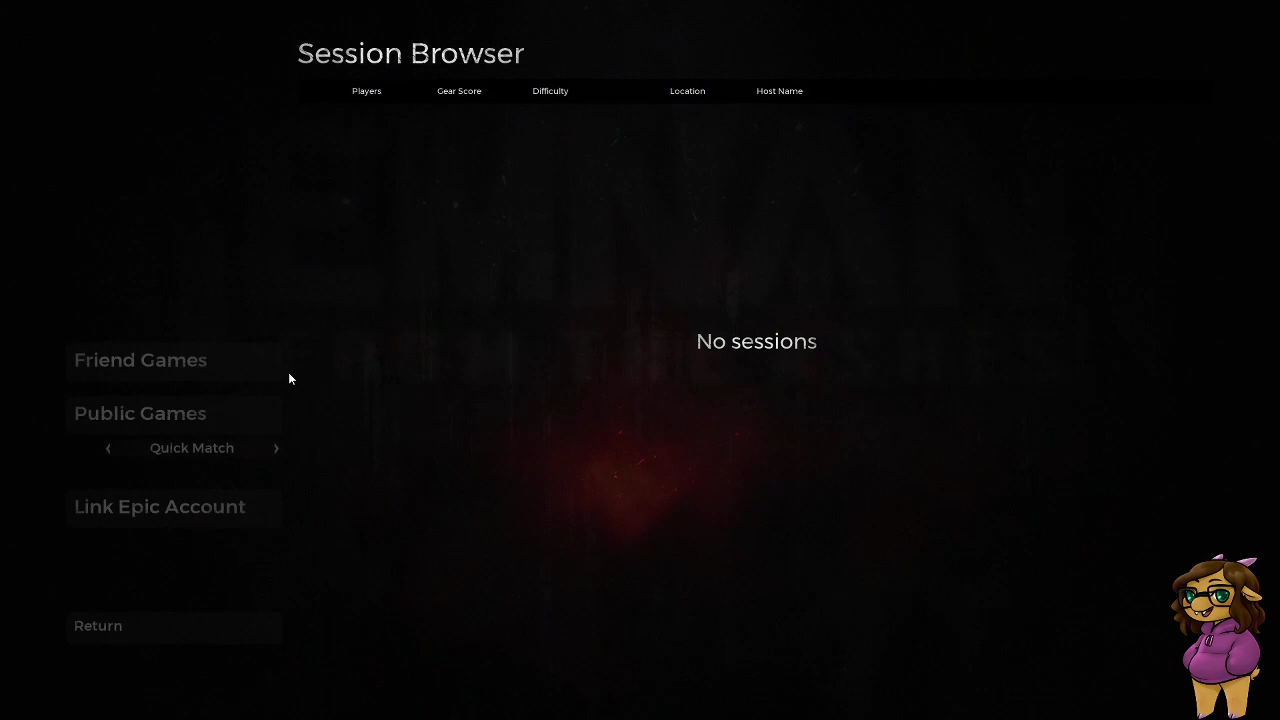 Session Browser
Players Gear Score Difficulty Location Host Name
No sessions
Friend Games
Public Games
‹ Quick Match ›
Link Epic Account
Return